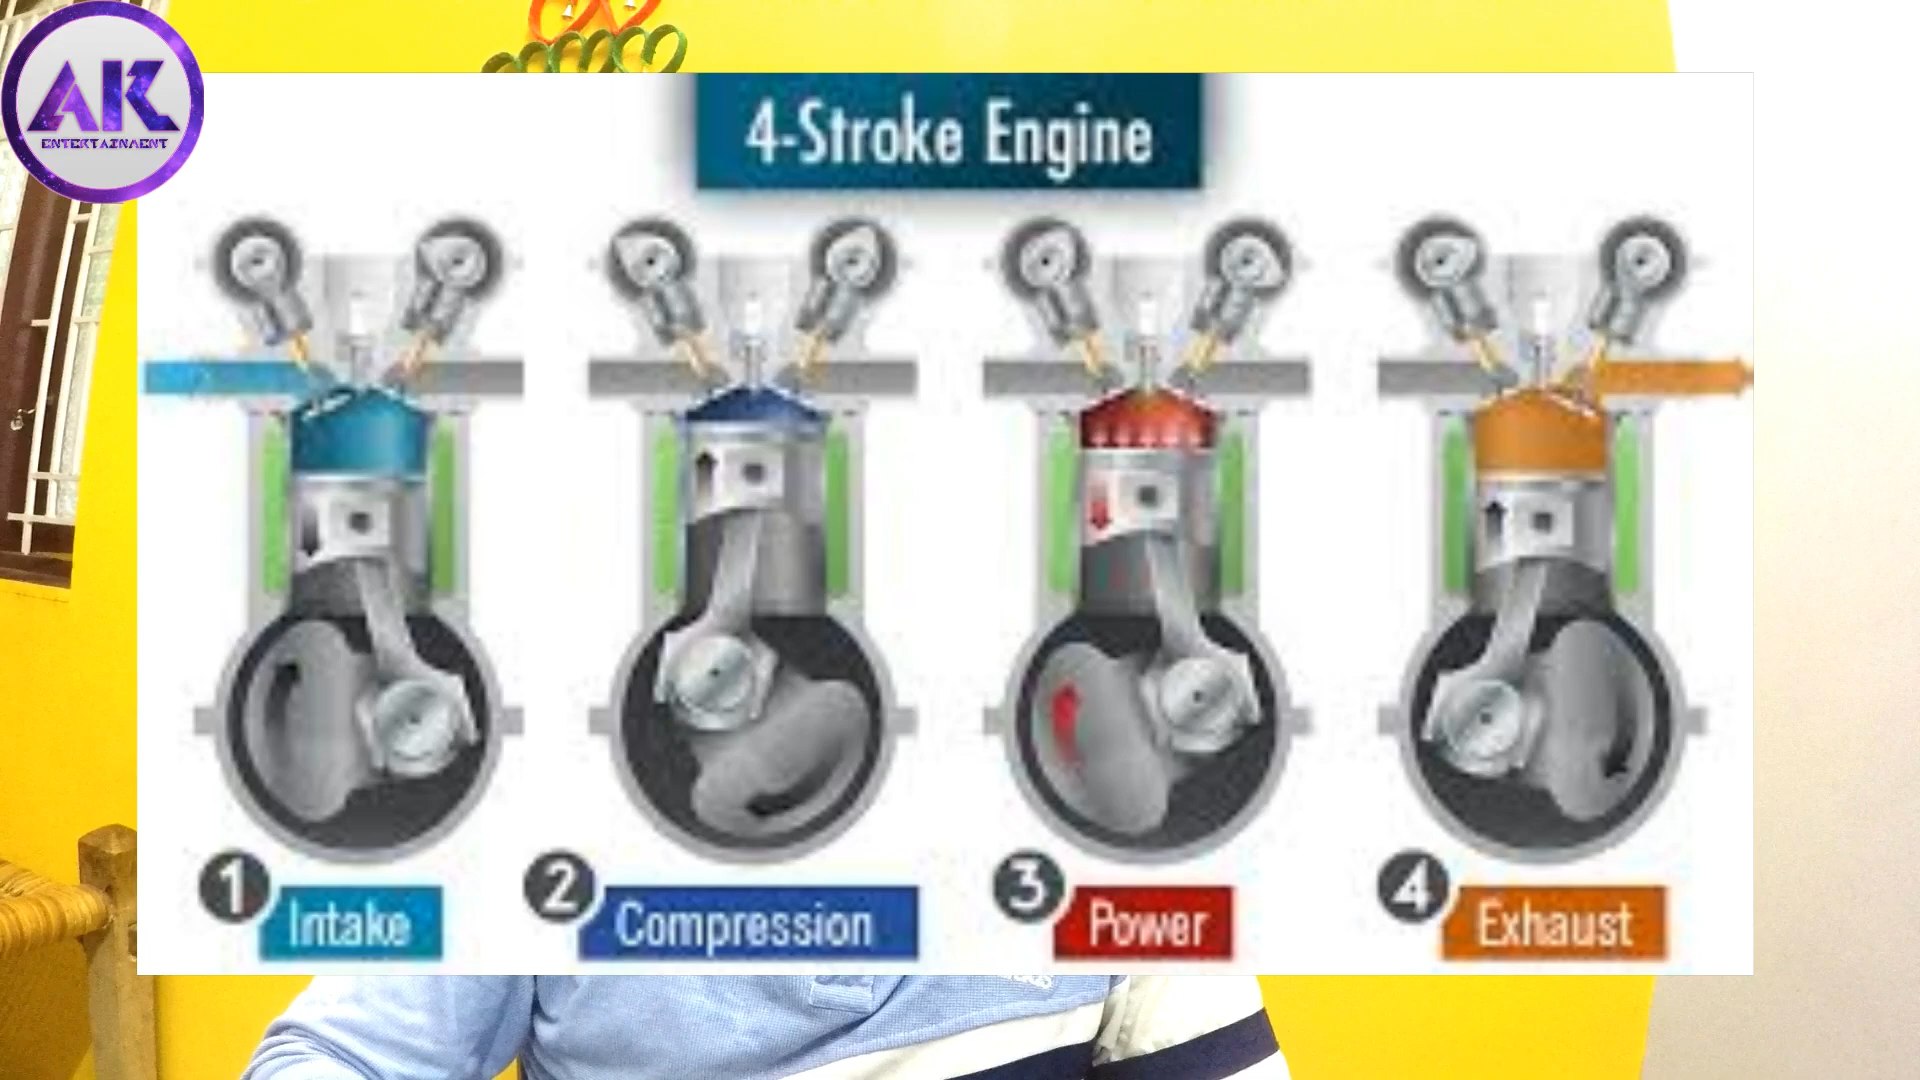 AK
ENTERTAINMENT
4-Stroke Engine
1 Intake
2 Compression
3 Power
4 Exhaust